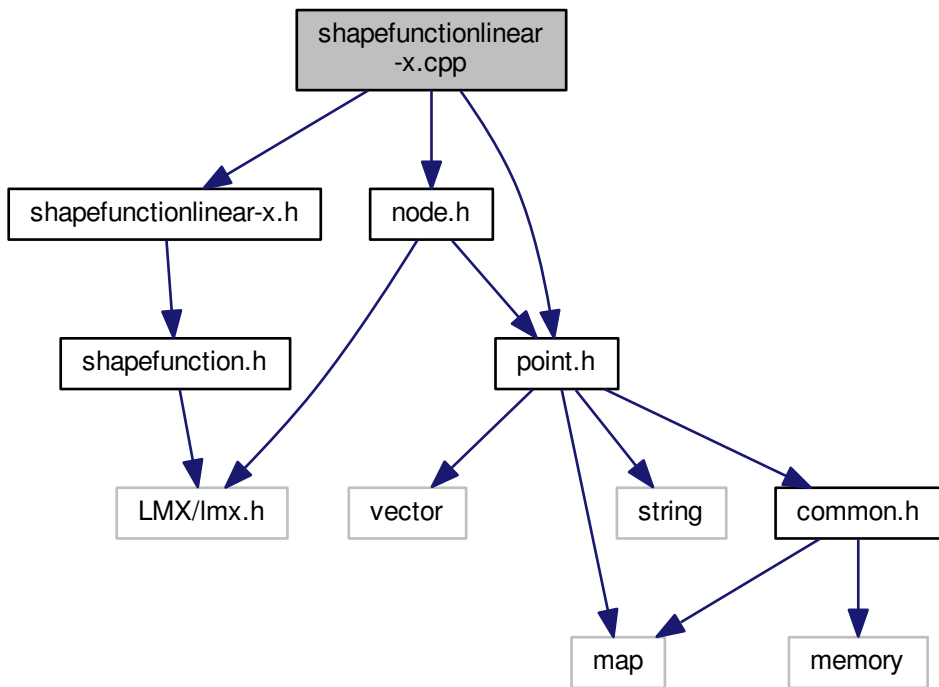 shapefunctionlinear
-x.cpp
shapefunctionlinear-x.h
node.h
shapefunction.h
point.h
LMX/lmx.h
vector
string
common.h
map
memory